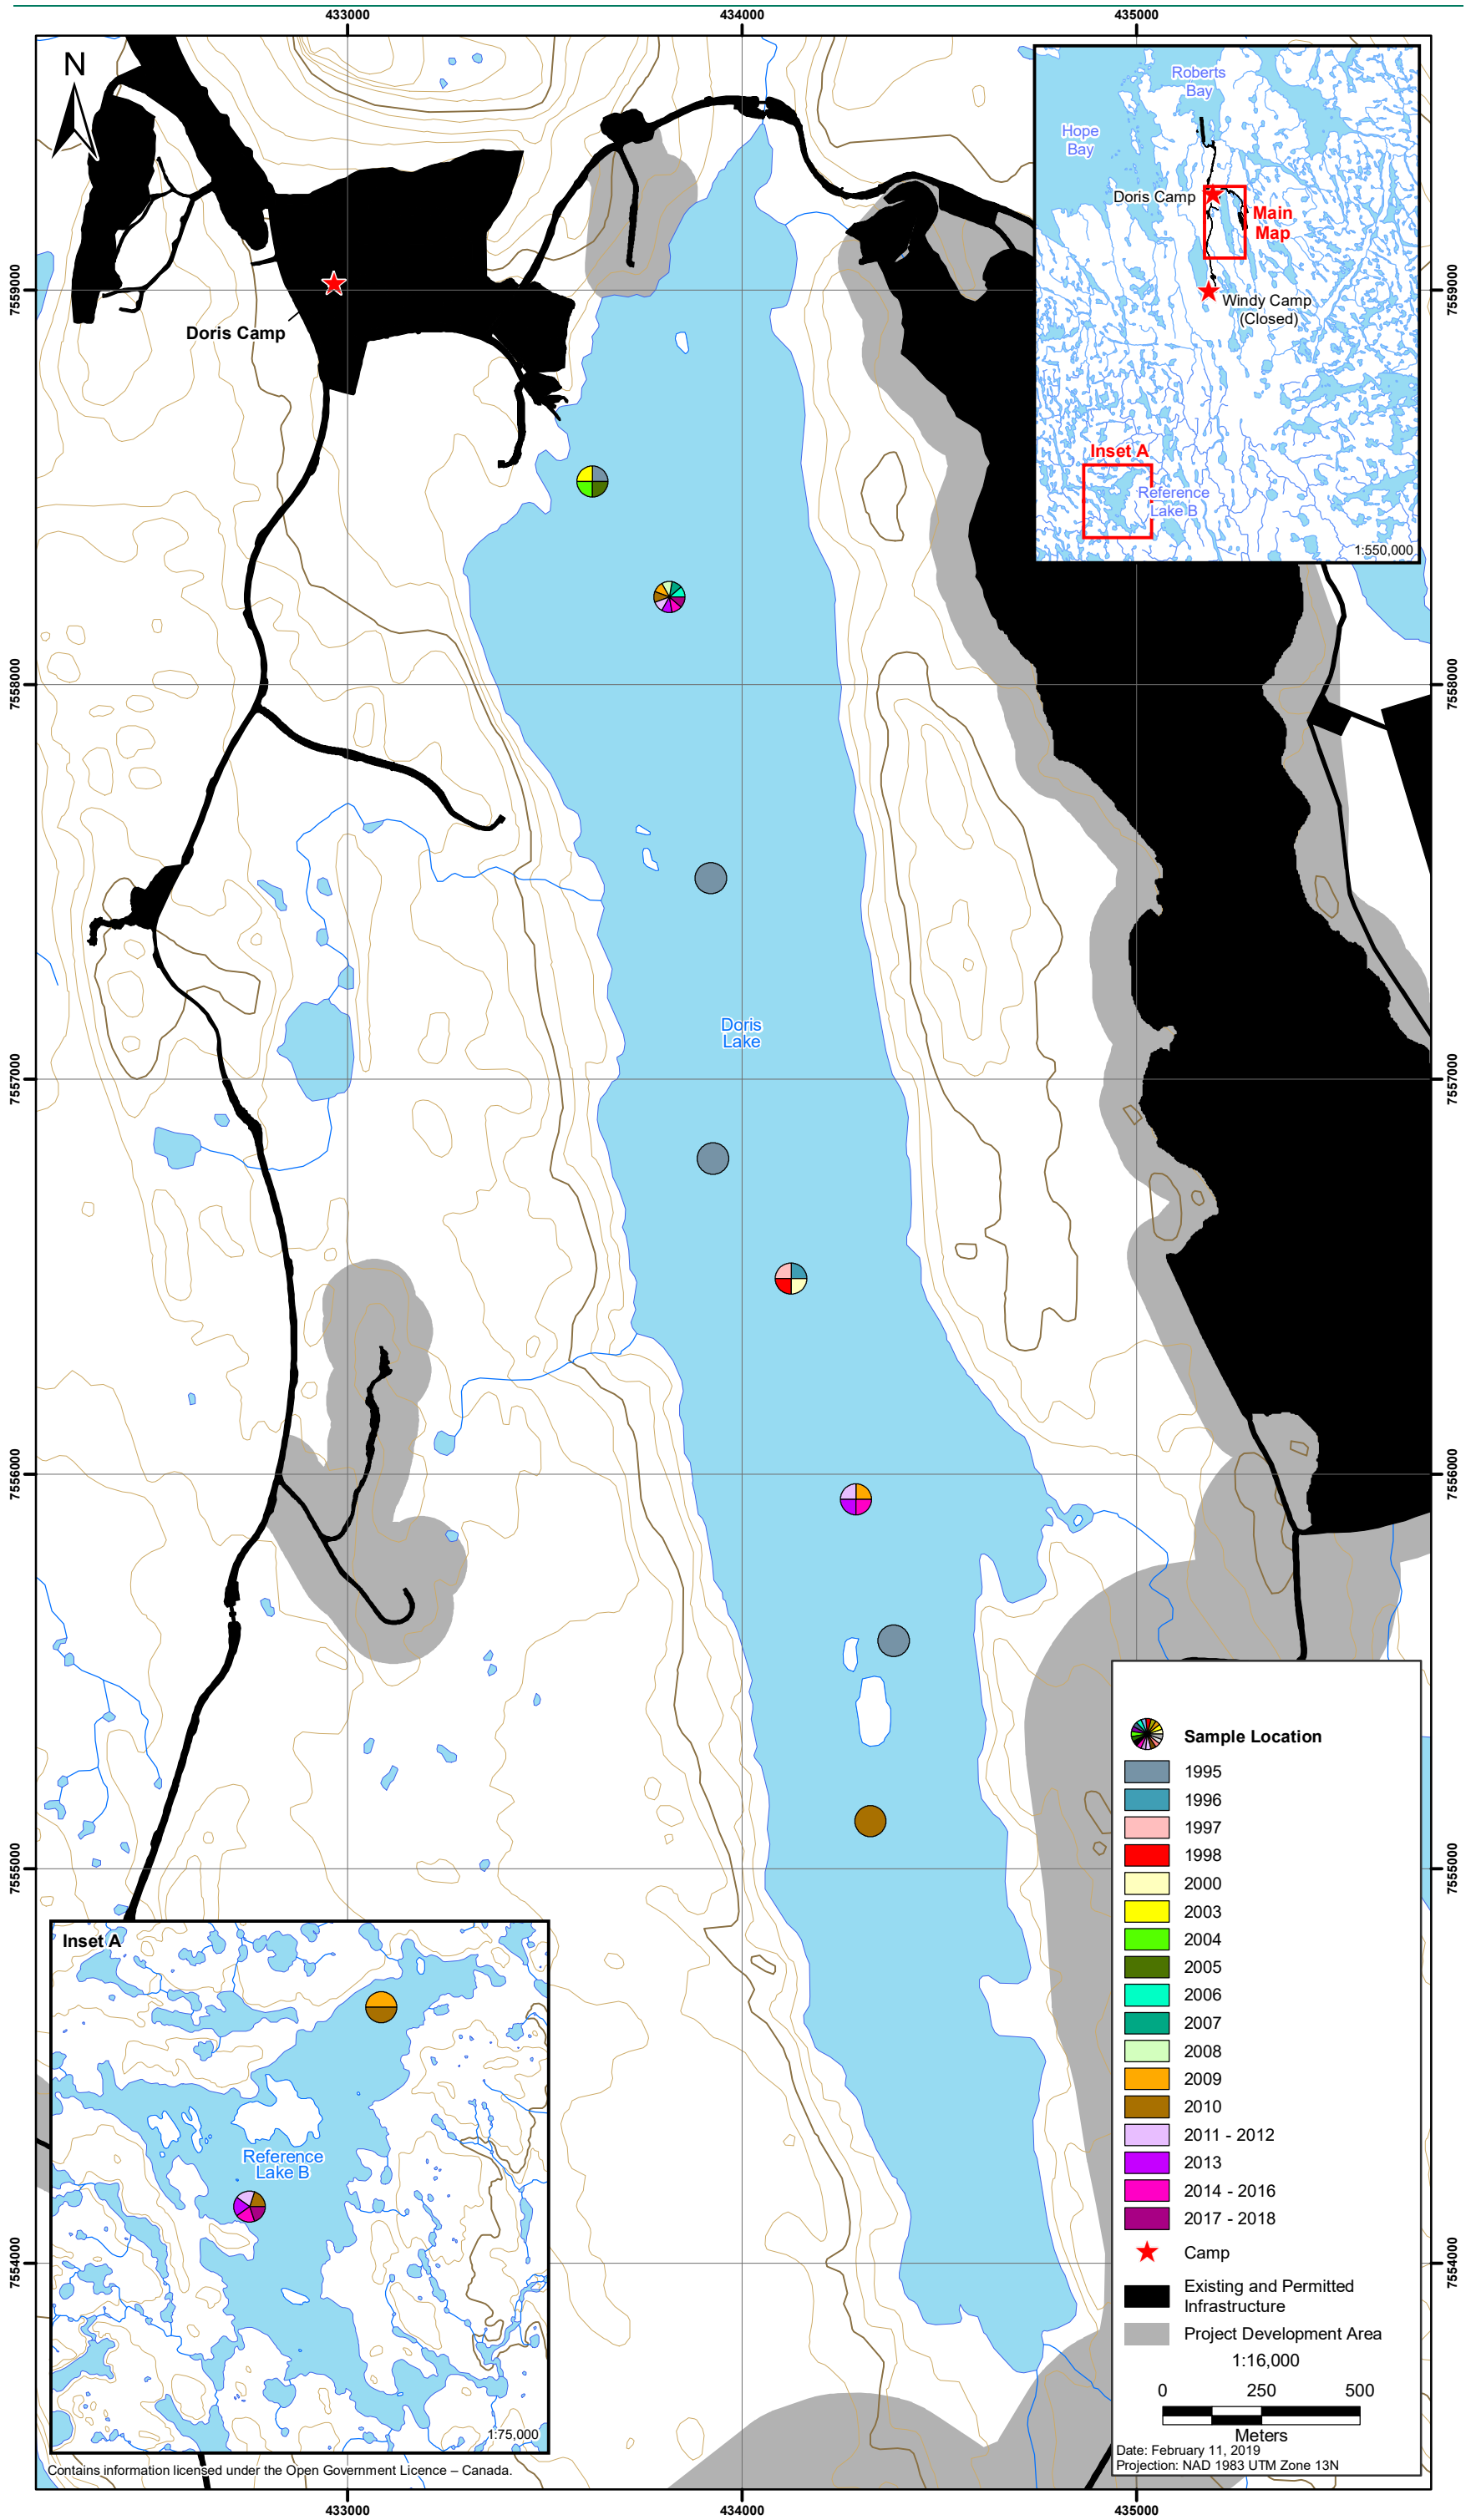 433000
434000
435000
N
Roberts
Bay
Hope
Bay
Doris Camp
Main
Map
Windy Camp
(Closed)
Inset A
Reference
Lake B
1:550,000
7559000
7559000
Doris Camp
7558000
7558000
Doris
Lake
7557000
7557000
7556000
7556000
Sample Location
1995
1996
1997
1998
2000
2003
2004
2005
2006
2007
2008
2009
2010
2011 - 2012
2013
2014 - 2016
2017 - 2018
Camp
Existing and Permitted
Infrastructure
Project Development Area
1:16,000
0 250 500
Meters
Date: February 11, 2019
Projection: NAD 1983 UTM Zone 13N
7555000
7555000
Inset A
Reference
Lake B
1:75,000
7554000
7554000
Contains information licensed under the Open Government Licence – Canada.
433000
434000
435000